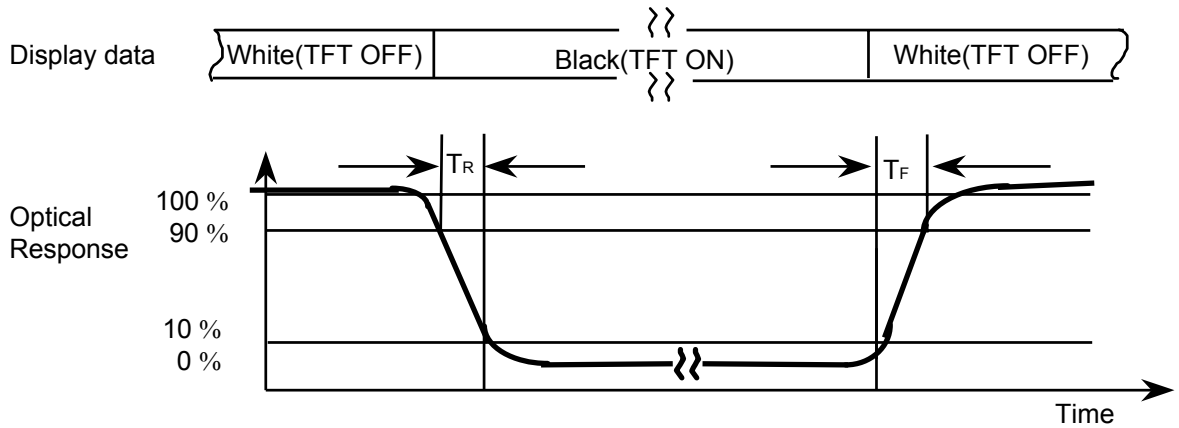 Display data
White(TFT OFF)
Black(TFT ON)
White(TFT OFF)
TR
TF
Optical
Response
100 %
90 %
10 %
0 %
Time